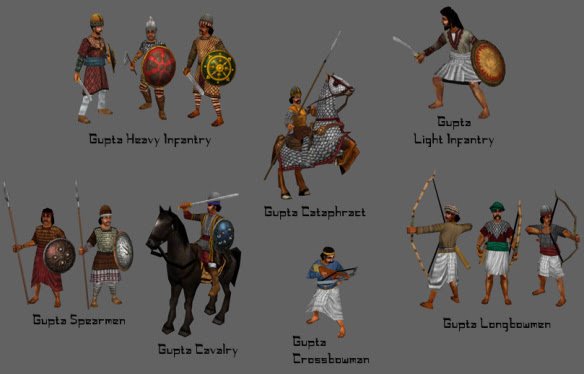 Gupta Heavy Infantry
Gupta
Light Infantry
Gupta Cataphract
Gupta Spearmen
Gupta Cavalry
Gupta
Crossbowman
Gupta Longbowmen